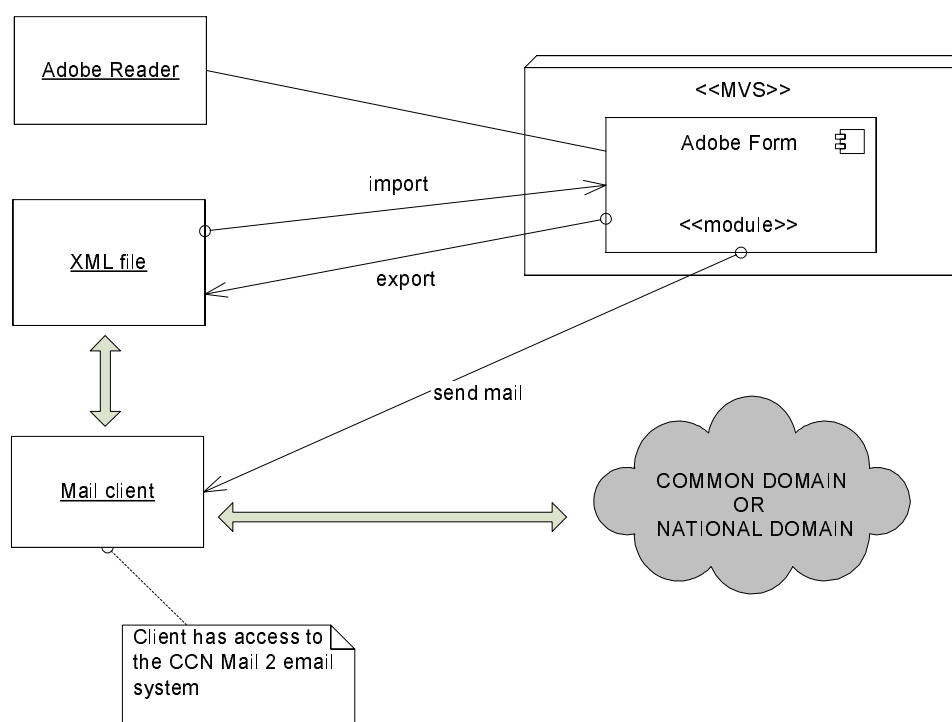 Adobe Reader
<<MVS>>
Adobe Form
<<module>>
import
XML file
export
send mail
Mail client
COMMON DOMAIN
OR
NATIONAL DOMAIN
Client has access to
the CCN Mail 2 email
system